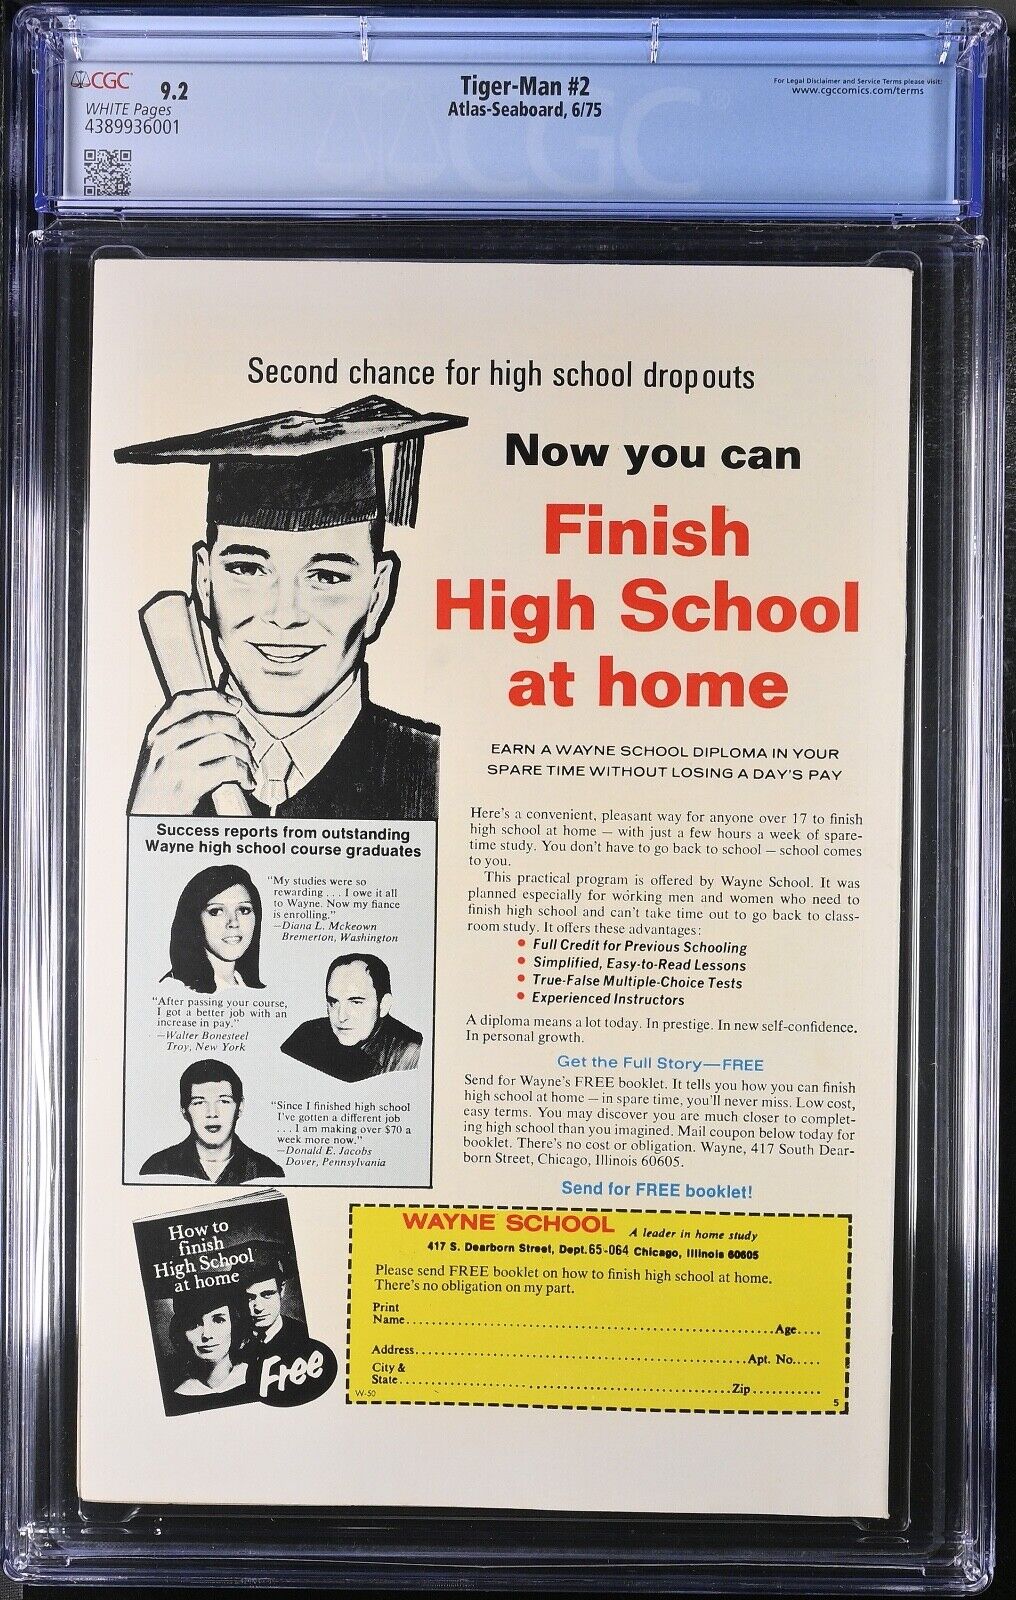 CGC
9.2
WHITE Pages
4389936001
Tiger-Man #2
Atlas-Seaboard, 6/75
For Legal Disclaimer and Service Terms please visit:
www.cgccomics.com/terms
CGC
Second chance for high school dropouts
Now you can
Finish
High School
at home
EARN A WAYNE SCHOOL DIPLOMA IN YOUR
SPARE TIME WITHOUT LOSING A DAY'S PAY
Success reports from outstanding
Wayne high school course graduates
"My studies were so
rewarding . . . I owe it all
to Wayne. Now my fiance
is enrolling."
—Diana L. Mckeown
Bremerton, Washington
"After passing your course,
I got a better job with an
increase in pay."
—Walter Bonesteel
Troy, New York
"Since I finished high school
I've gotten a different job
. . . I am making over $70 a
week more now."
—Donald E. Jacobs
Dover, Pennsylvania
Here's a convenient, pleasant way for anyone over 17 to finish
high school at home — with just a few hours a week of spare-
time study. You don't have to go back to school — school comes
to you.
This practical program is offered by Wayne School. It was
planned especially for working men and women who need to
finish high school and can't take time out to go back to class-
room study. It offers these advantages:
• Full Credit for Previous Schooling
• Simplified, Easy-to-Read Lessons
• True-False Multiple-Choice Tests
• Experienced Instructors
A diploma means a lot today. In prestige. In new self-confidence.
In personal growth.
Get the Full Story—FREE
Send for Wayne's FREE booklet. It tells you how you can finish
high school at home — in spare time, you'll never miss. Low cost,
easy terms. You may discover you are much closer to complet-
ing high school than you imagined. Mail coupon below today for
booklet. There's no cost or obligation. Wayne, 417 South Dear-
born Street, Chicago, Illinois 60605.
Send for FREE booklet!
How to
finish
High School
at home
Free
WAYNE SCHOOL A leader in home study
417 S. Dearborn Street, Dept. 65-064 Chicago, Illinois 60605
Please send FREE booklet on how to finish high school at home.
There's no obligation on my part.
Print
Name.....Age....
Address.....Apt. No.....
City &
State.....Zip..........
W-50
5